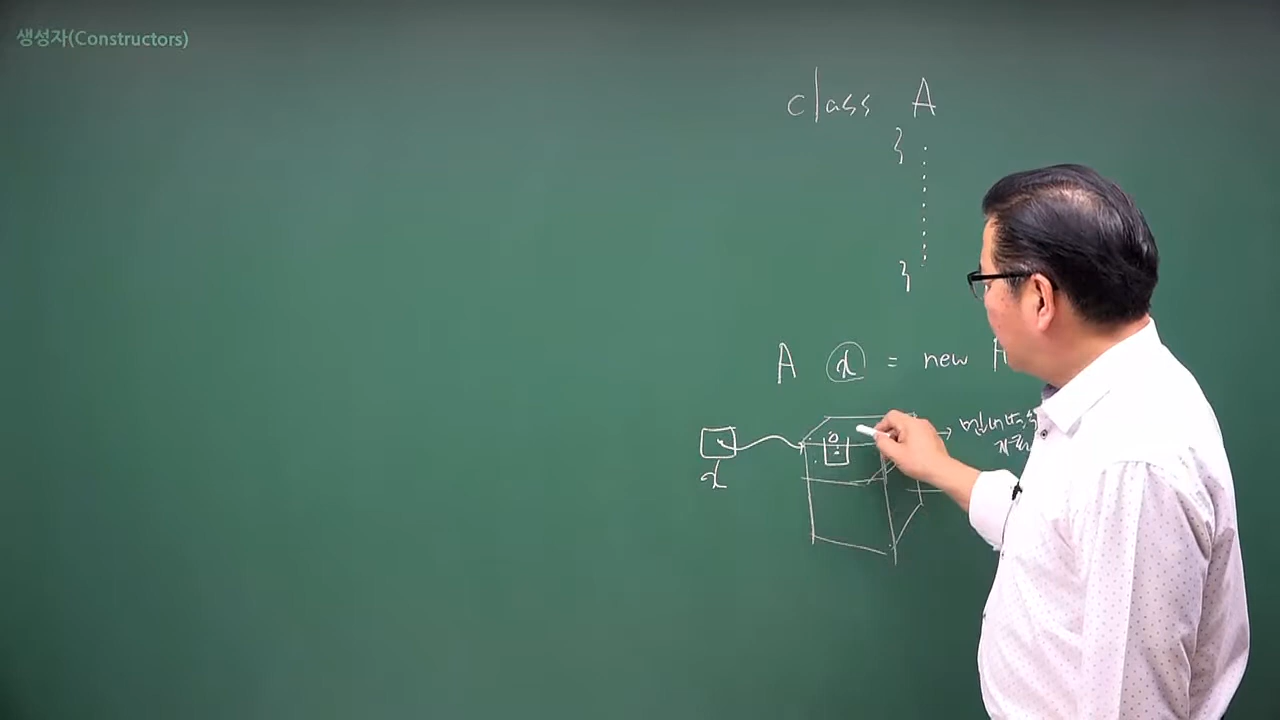 생성자(Constructors)
class A
{
}
A x = new A
x